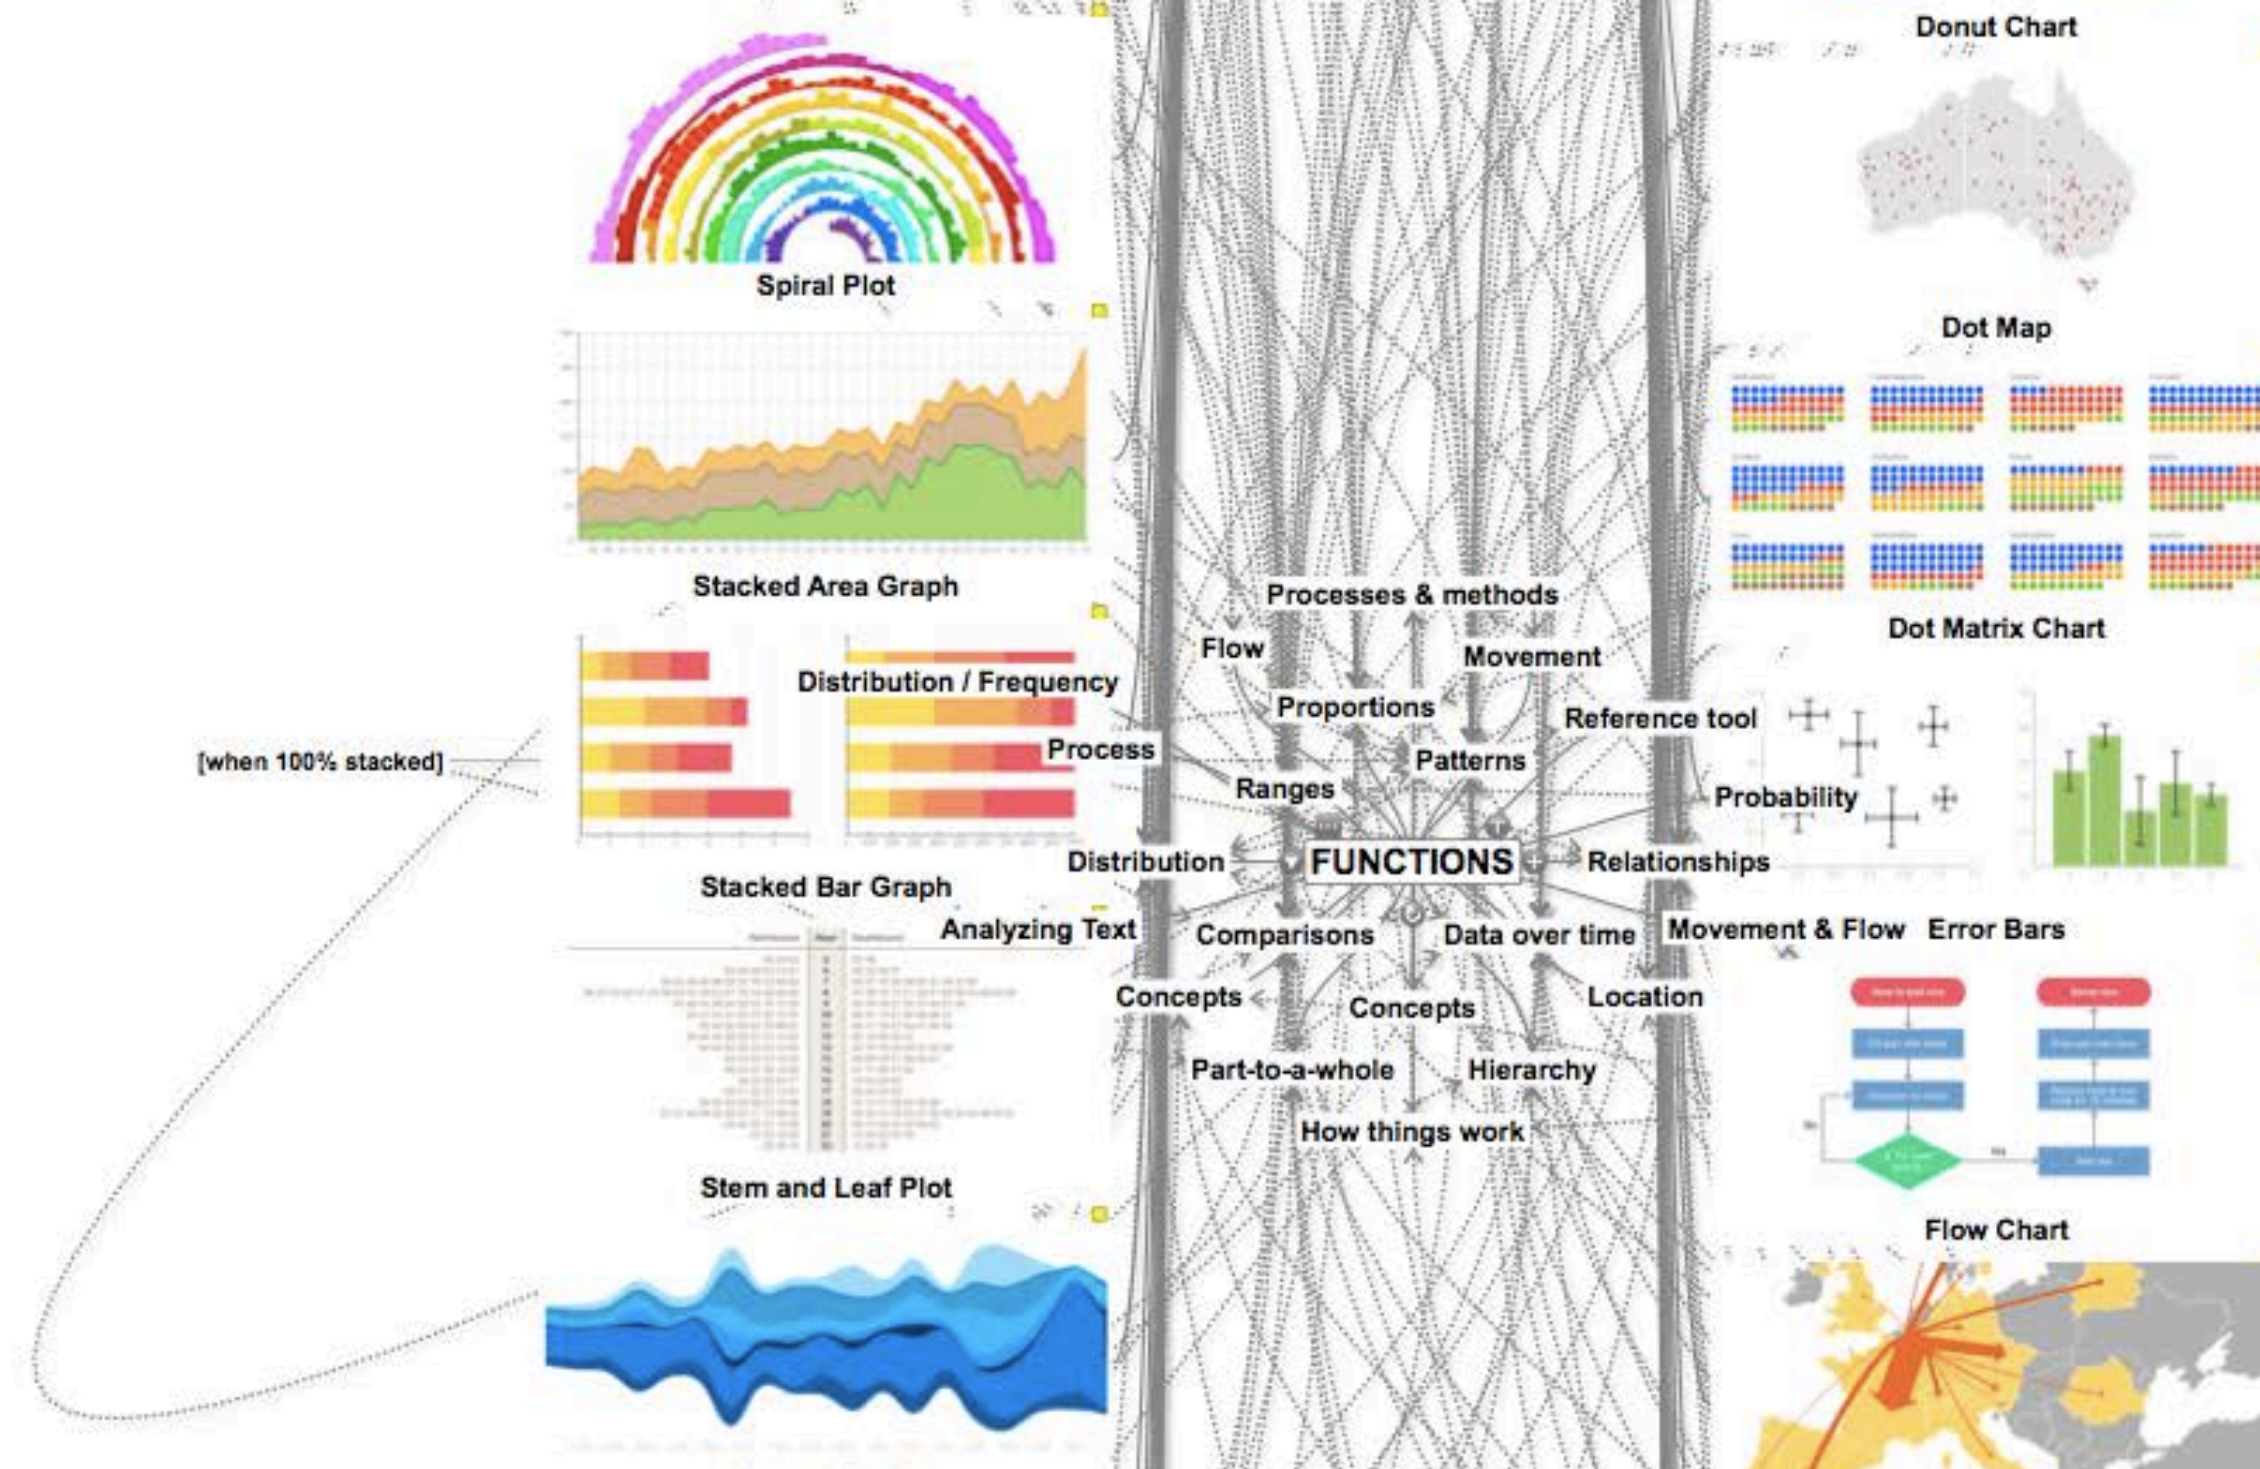 Donut Chart
Spiral Plot
Dot Map
Stacked Area Graph
Processes & methods
Dot Matrix Chart
Flow
Movement
Distribution / Frequency
Proportions
Reference tool
Process
Patterns
[when 100% stacked]
Ranges
Probability
Distribution
FUNCTIONS
Relationships
Stacked Bar Graph
Analyzing Text
Comparisons
Data over time
Movement & Flow
Error Bars
Concepts
Concepts
Location
Part-to-a-whole
Hierarchy
How things work
Stem and Leaf Plot
Flow Chart